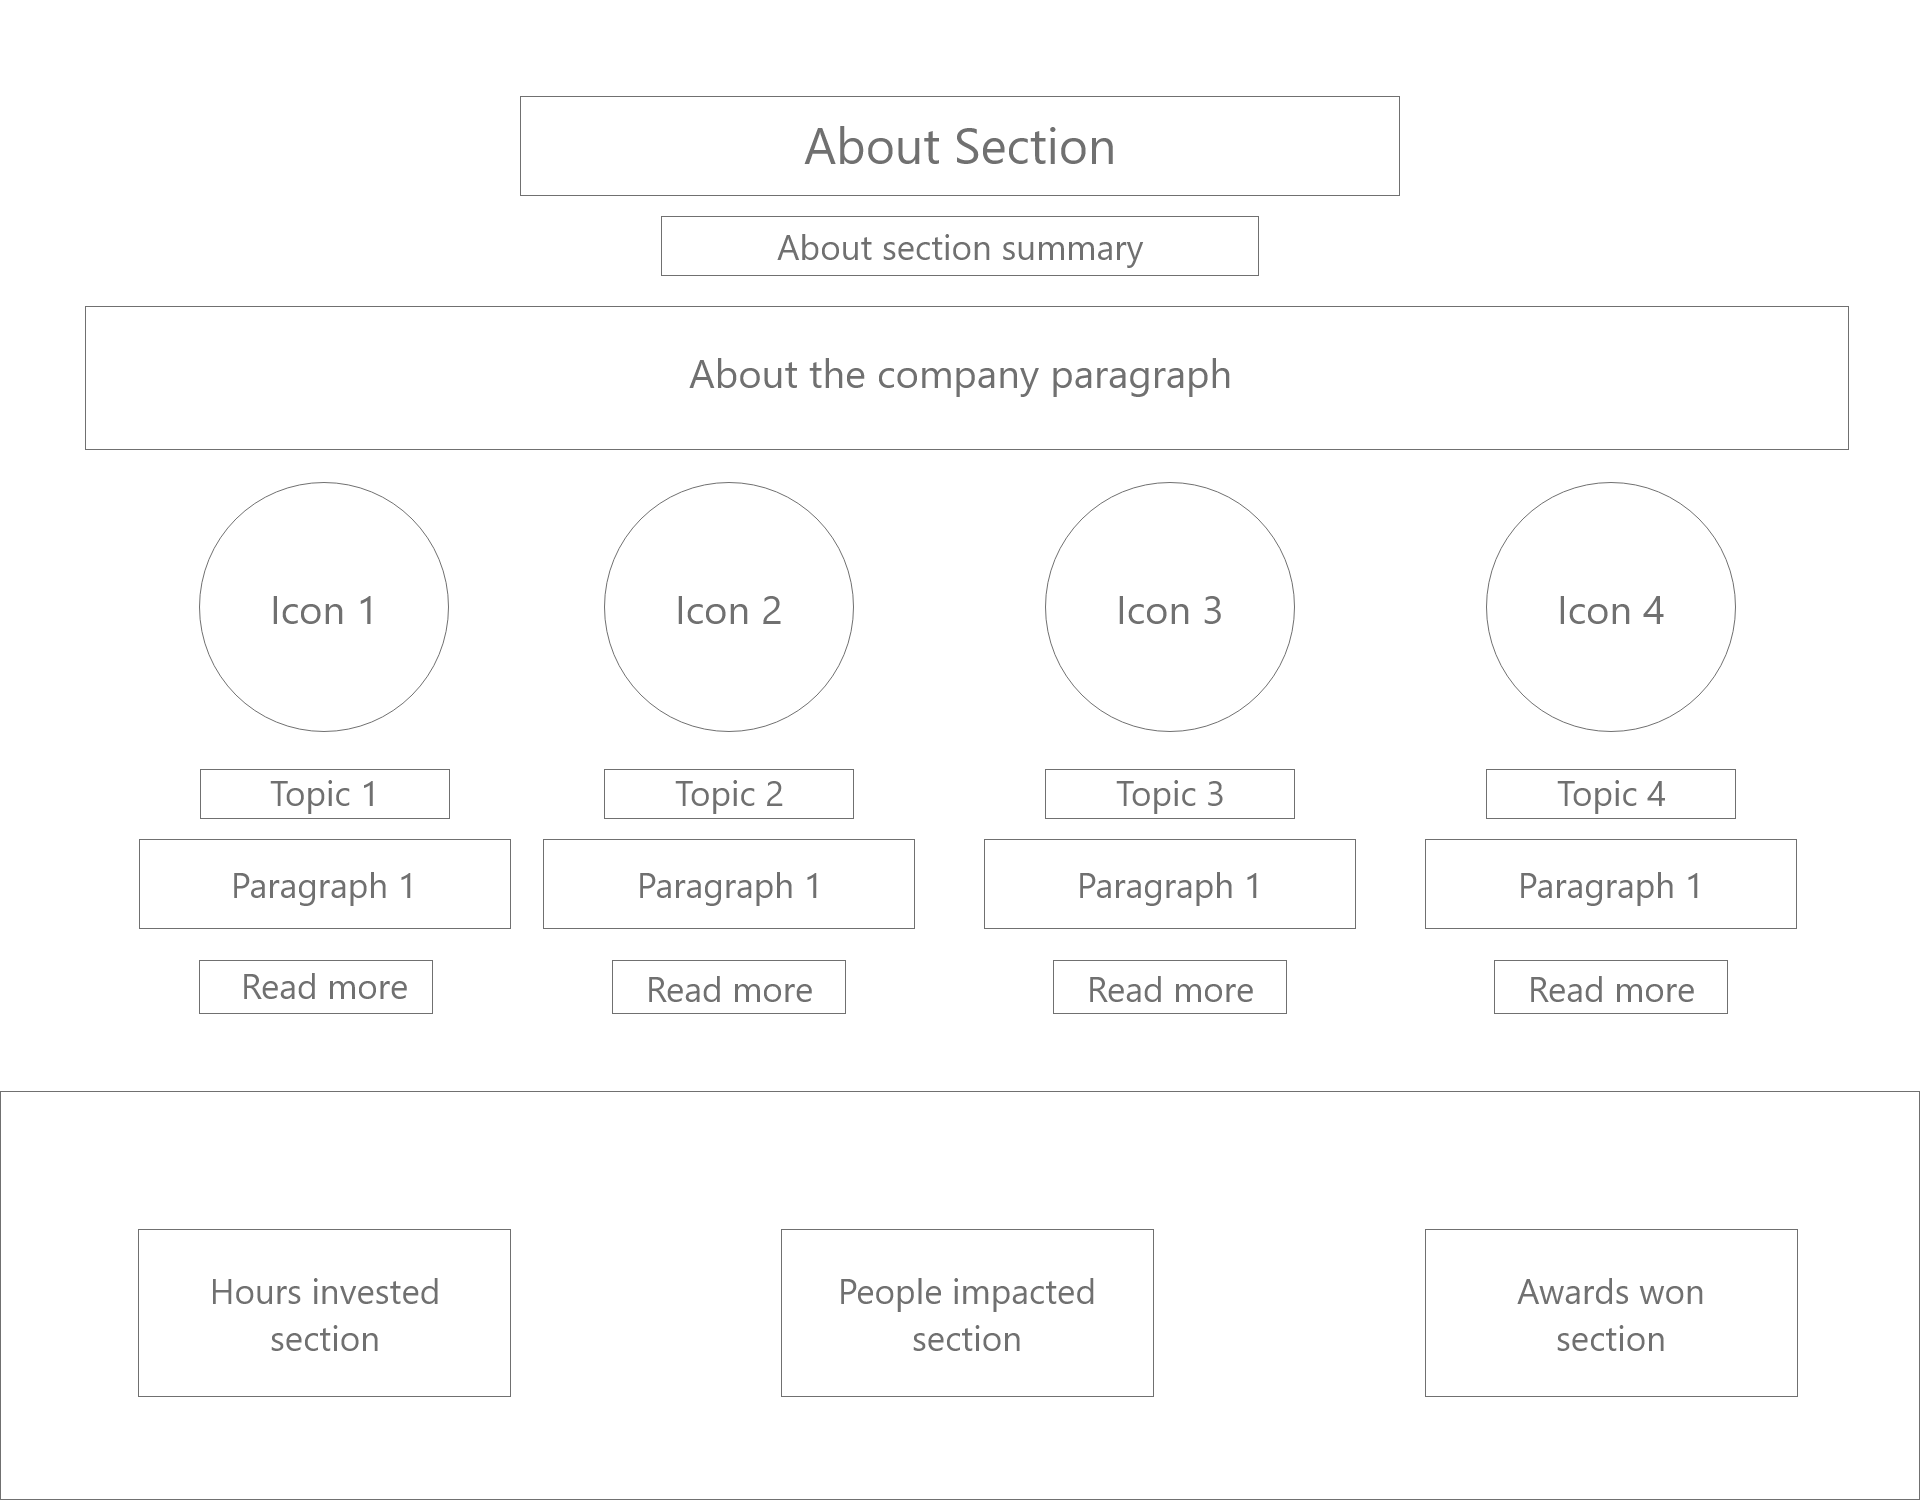 About Section
About section summary
About the company paragraph
Icon 1
Icon 2
Icon 3
Icon 4
Topic 1
Topic 2
Topic 3
Topic 4
Paragraph 1
Paragraph 1
Paragraph 1
Paragraph 1
Read more
Read more
Read more
Read more
Hours invested
section
People impacted
section
Awards won
section